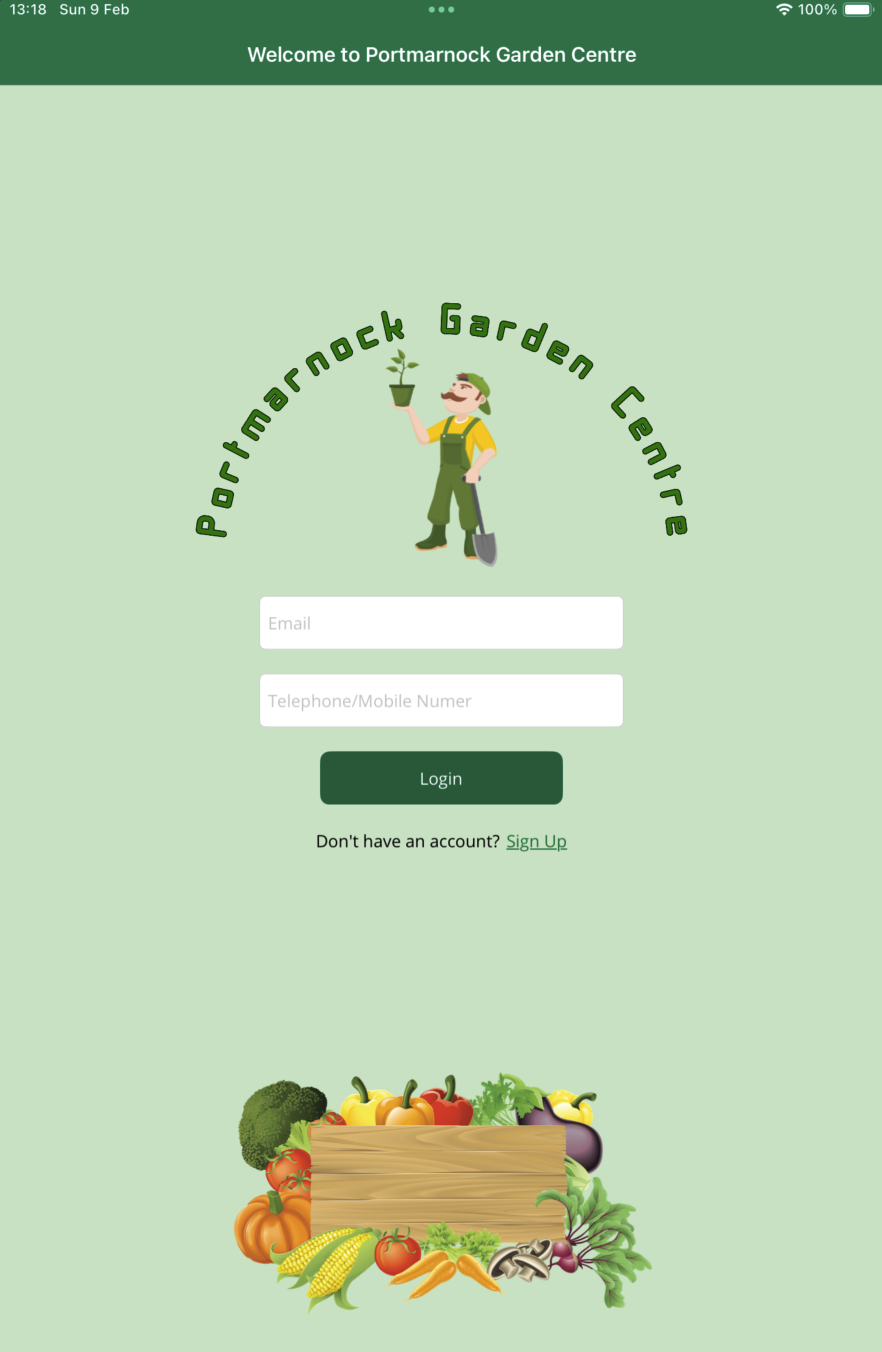 13:18 Sun 9 Feb
100%
Welcome to Portmarnock Garden Centre
Portmarnock Garden Centre
Email
Telephone/Mobile Numer
Login
Don't have an account? Sign Up